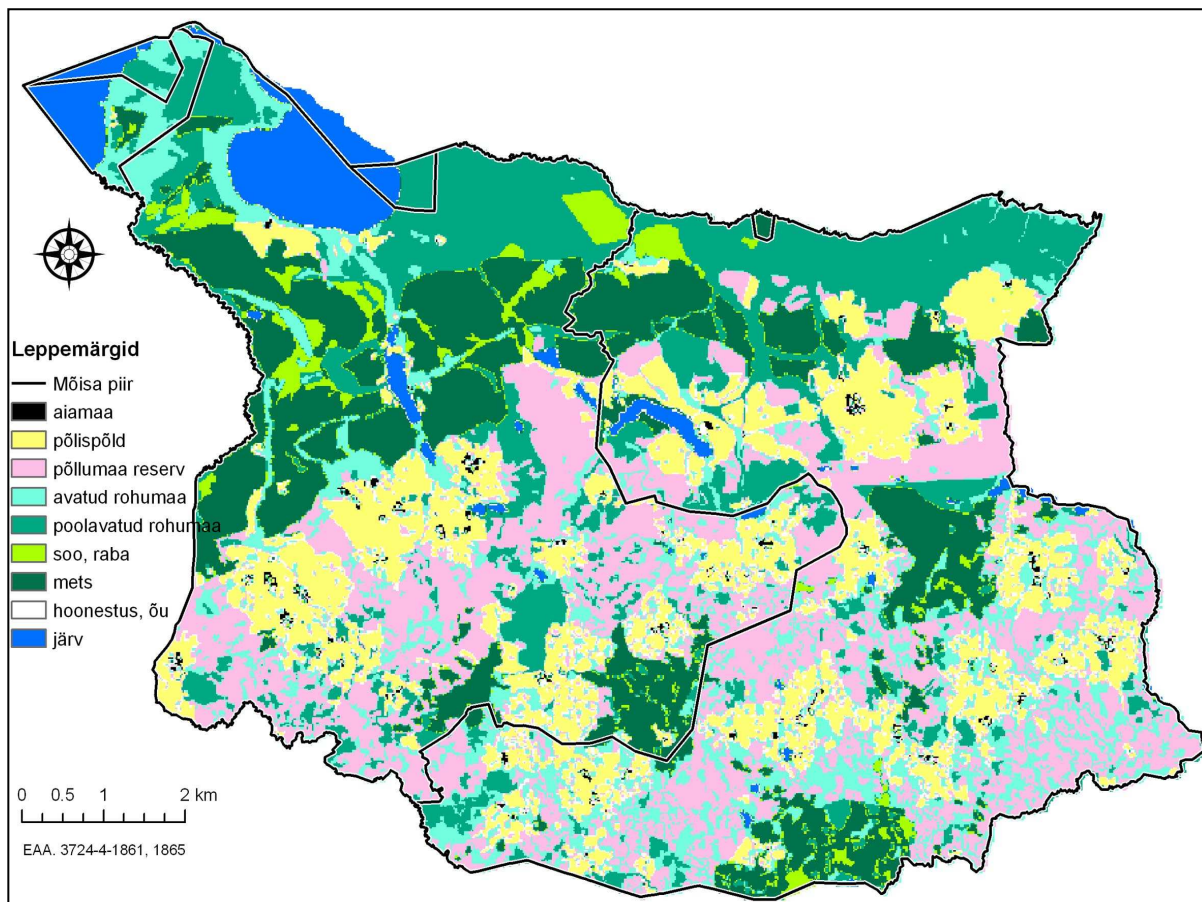 Leppemärgid
Mõisa piir
aiamaa
põlispõld
põllumaa reserv
avatud rohumaa
poolavatud rohumaa
soo, raba
mets
hoonestus, õu
järv
0 0.5 1 2 km
EAA. 3724-4-1861, 1865